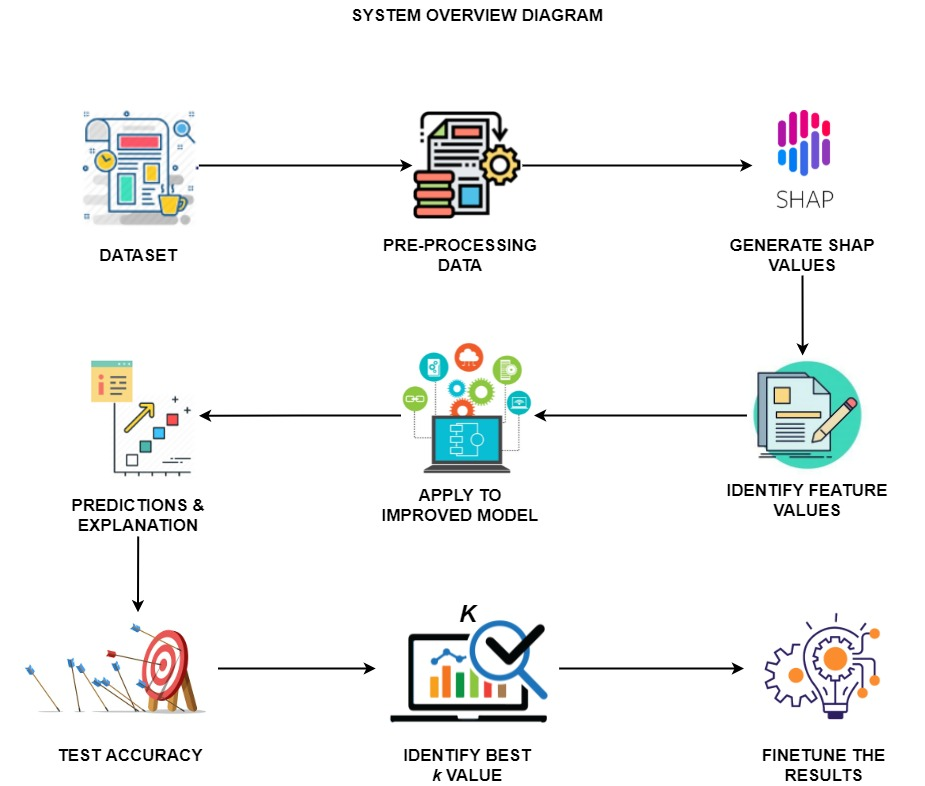 SYSTEM OVERVIEW DIAGRAM
SHAP
DATASET
PRE-PROCESSING
DATA
GENERATE SHAP
VALUES
IDENTIFY FEATURE
VALUES
APPLY TO
IMPROVED MODEL
PREDICTIONS &
EXPLANATION
TEST ACCURACY
K
IDENTIFY BEST
k VALUE
FINETUNE THE
RESULTS